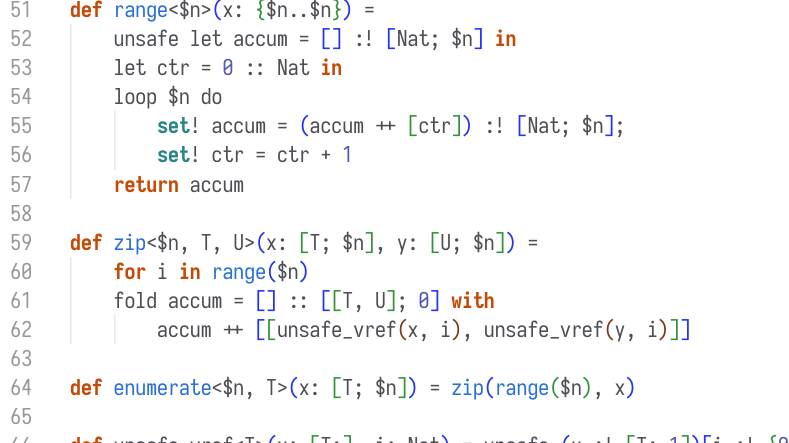 51 def range<$n>(x: {$n..$n}) =
52 unsafe let accum = [] :! [Nat; $n] in
53 let ctr = 0 :: Nat in
54 loop $n do
55 set! accum = (accum ++ [ctr]) :! [Nat; $n];
56 set! ctr = ctr + 1
57 return accum
58
59 def zip<$n, T, U>(x: [T; $n], y: [U; $n]) =
60 for i in range($n)
61 fold accum = [] :: [[T, U]; 0] with
62 accum ++ [[unsafe_vref(x, i), unsafe_vref(y, i)]]
63
64 def enumerate<$n, T>(x: [T; $n]) = zip(range($n), x)
65